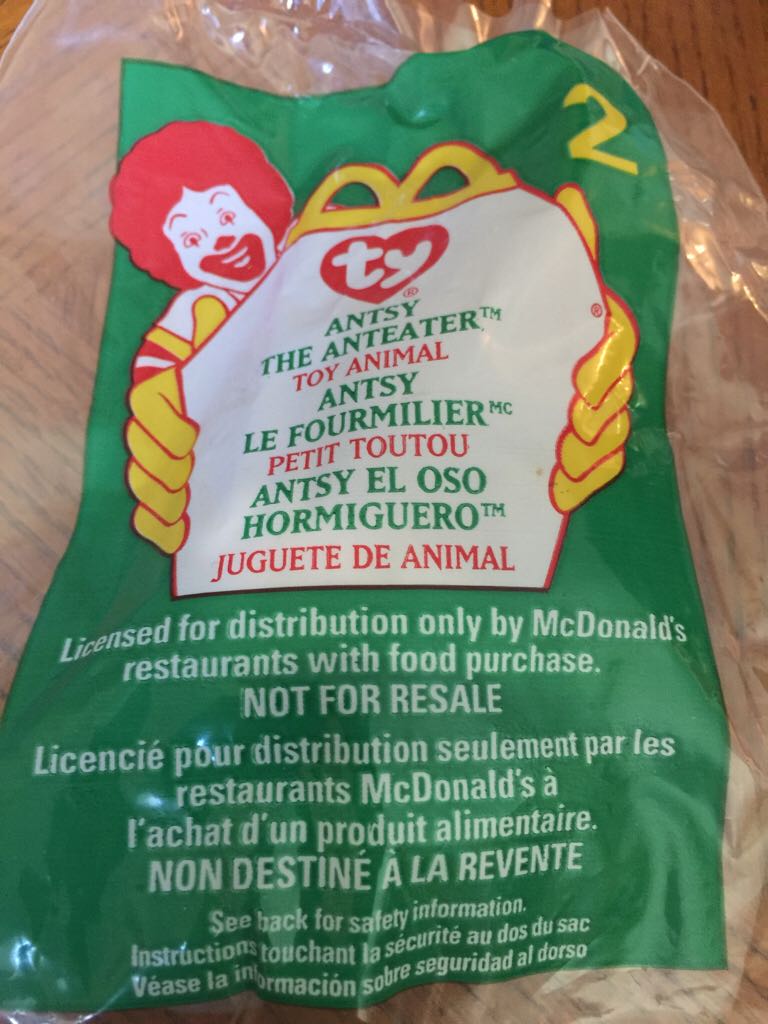 2
ty®
ANTSY
THE ANTEATER™
TOY ANIMAL
ANTSY
LE FOURMILIER MC
PETIT TOUTOU
ANTSY EL OSO
HORMIGUERO™
JUGUETE DE ANIMAL
®
Licensed for distribution only by McDonald's
restaurants with food purchase.
NOT FOR RESALE
Licencié pour distribution seulement par les
restaurants McDonald's à
l'achat d'un produit alimentaire.
NON DESTINÉ À LA REVENTE
See back for safety information.
Instructions touchant la sécurité au dos du sac
Véase la información sobre seguridad al dorso